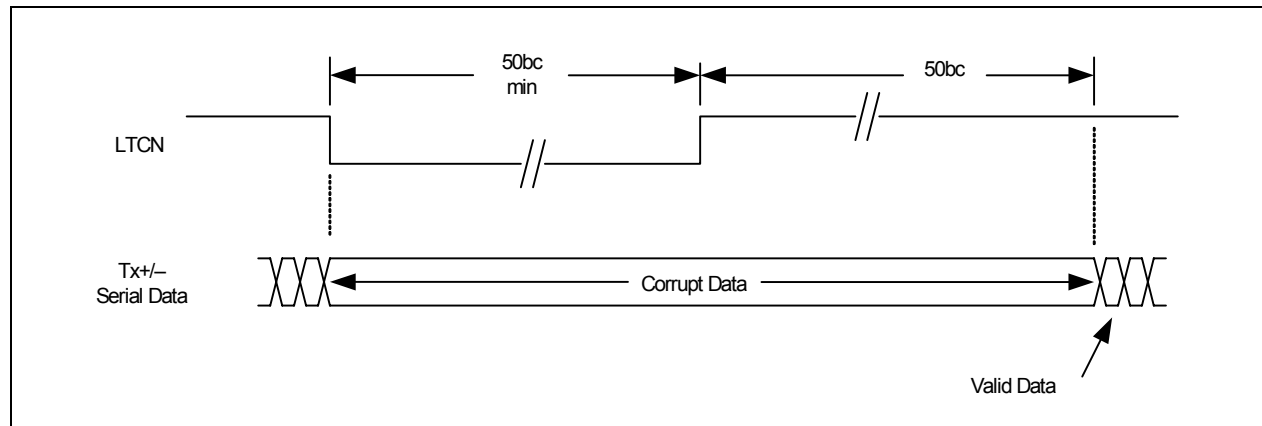 50bc
min
50bc
LTCN
Tx+/–
Serial Data
Corrupt Data
Valid Data